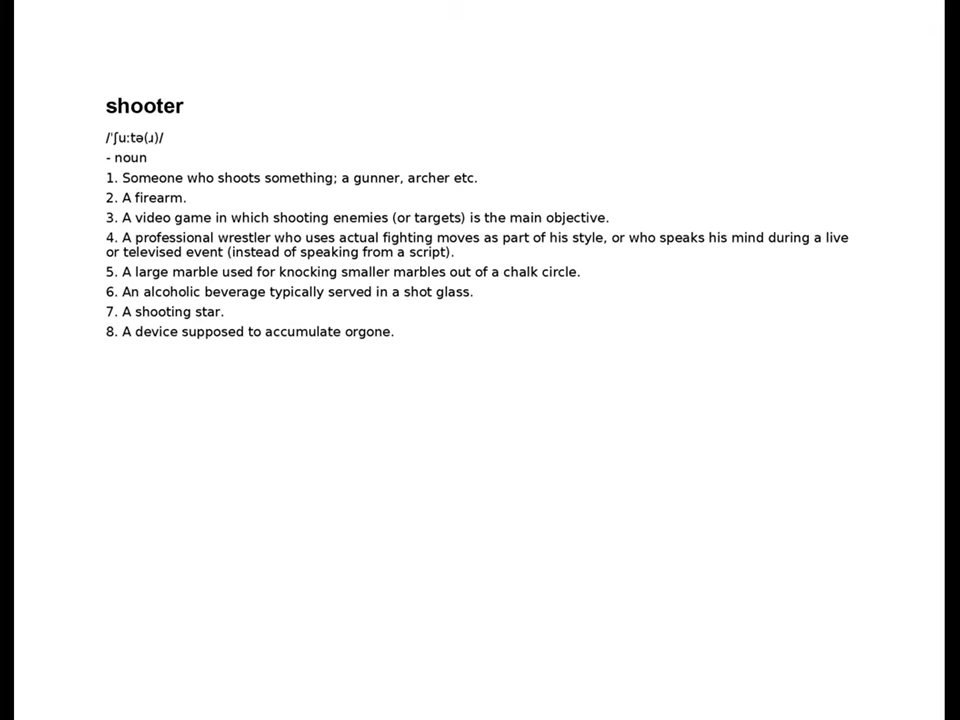 shooter
/ˈʃuːtə(ɹ)/
- noun
1. Someone who shoots something; a gunner, archer etc.
2. A firearm.
3. A video game in which shooting enemies (or targets) is the main objective.
4. A professional wrestler who uses actual fighting moves as part of his style, or who speaks his mind during a live
or televised event (instead of speaking from a script).
5. A large marble used for knocking smaller marbles out of a chalk circle.
6. An alcoholic beverage typically served in a shot glass.
7. A shooting star.
8. A device supposed to accumulate orgone.